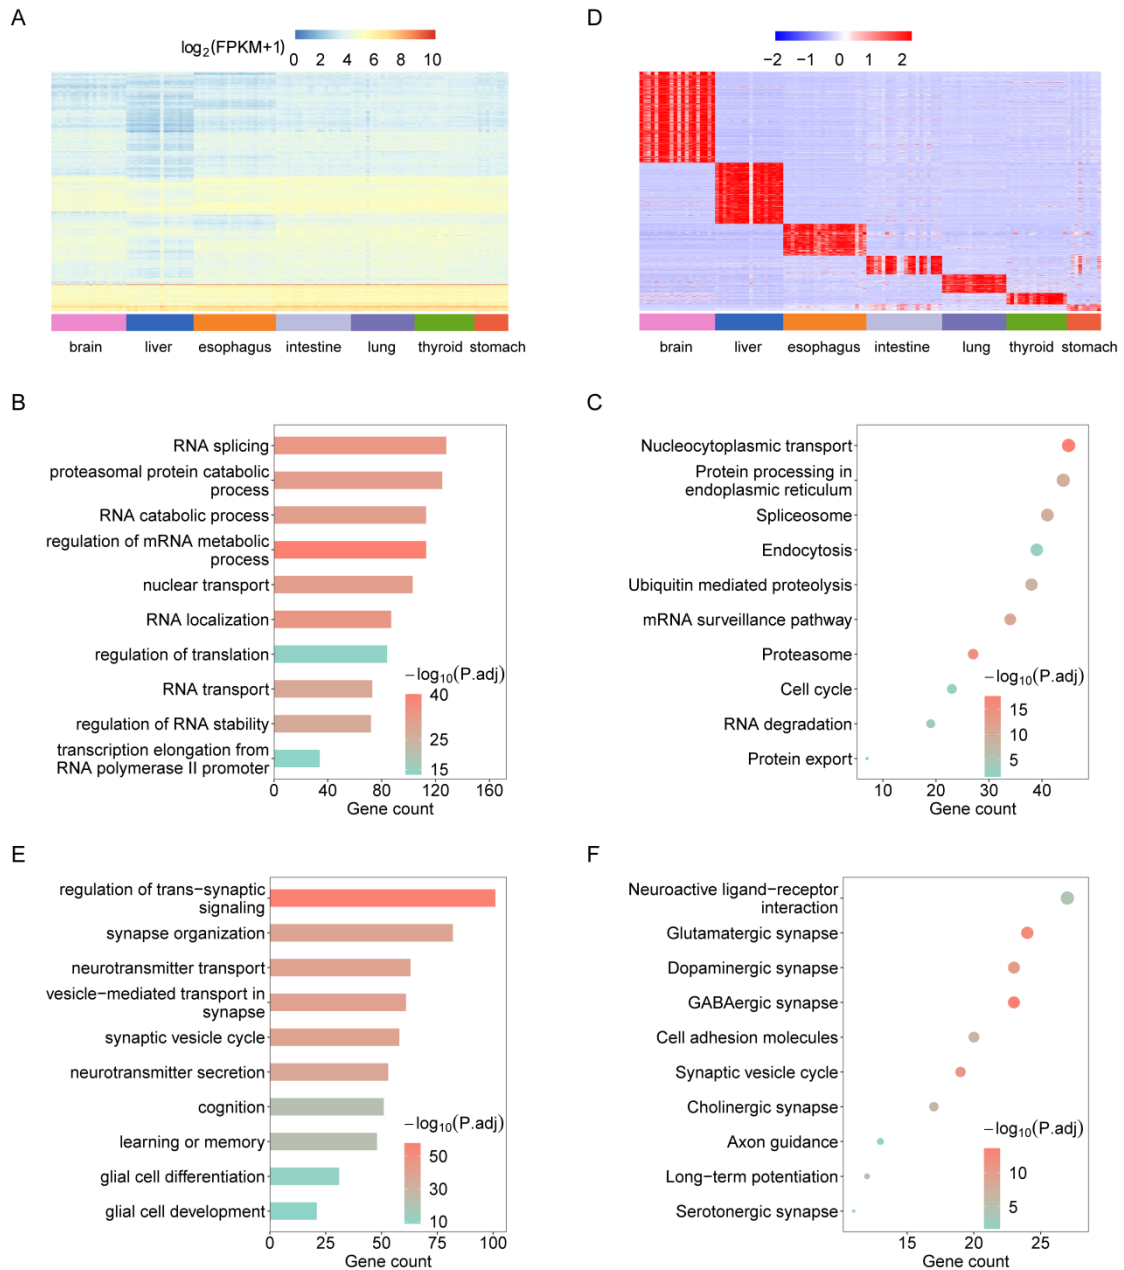 A
log2(FPKM+1)
0 2 4 6 8 10
brain liver esophagus intestine lung thyroid stomach
D
−2 −1 0 1 2
brain liver esophagus intestine lung thyroid stomach
B
RNA splicing
proteasomal protein catabolic
process
RNA catabolic process
regulation of mRNA metabolic
process
nuclear transport
RNA localization
regulation of translation
RNA transport
regulation of RNA stability
transcription elongation from
RNA polymerase II promoter
0 40 80 120 160
Gene count
−log10(P.adj)
40
25
15
C
Nucleocytoplasmic transport
Protein processing in
endoplasmic reticulum
Spliceosome
Endocytosis
Ubiquitin mediated proteolysis
mRNA surveillance pathway
Proteasome
Cell cycle
RNA degradation
Protein export
10 20 30 40
Gene count
−log10(P.adj)
15
10
5
E
regulation of trans−synaptic
signaling
synapse organization
neurotransmitter transport
vesicle−mediated transport in
synapse
synaptic vesicle cycle
neurotransmitter secretion
cognition
learning or memory
glial cell differentiation
glial cell development
0 25 50 75 100
Gene count
−log10(P.adj)
50
30
10
F
Neuroactive ligand−receptor
interaction
Glutamatergic synapse
Dopaminergic synapse
GABAergic synapse
Cell adhesion molecules
Synaptic vesicle cycle
Cholinergic synapse
Axon guidance
Long−term potentiation
Serotonergic synapse
15 20 25
Gene count
−log10(P.adj)
10
5